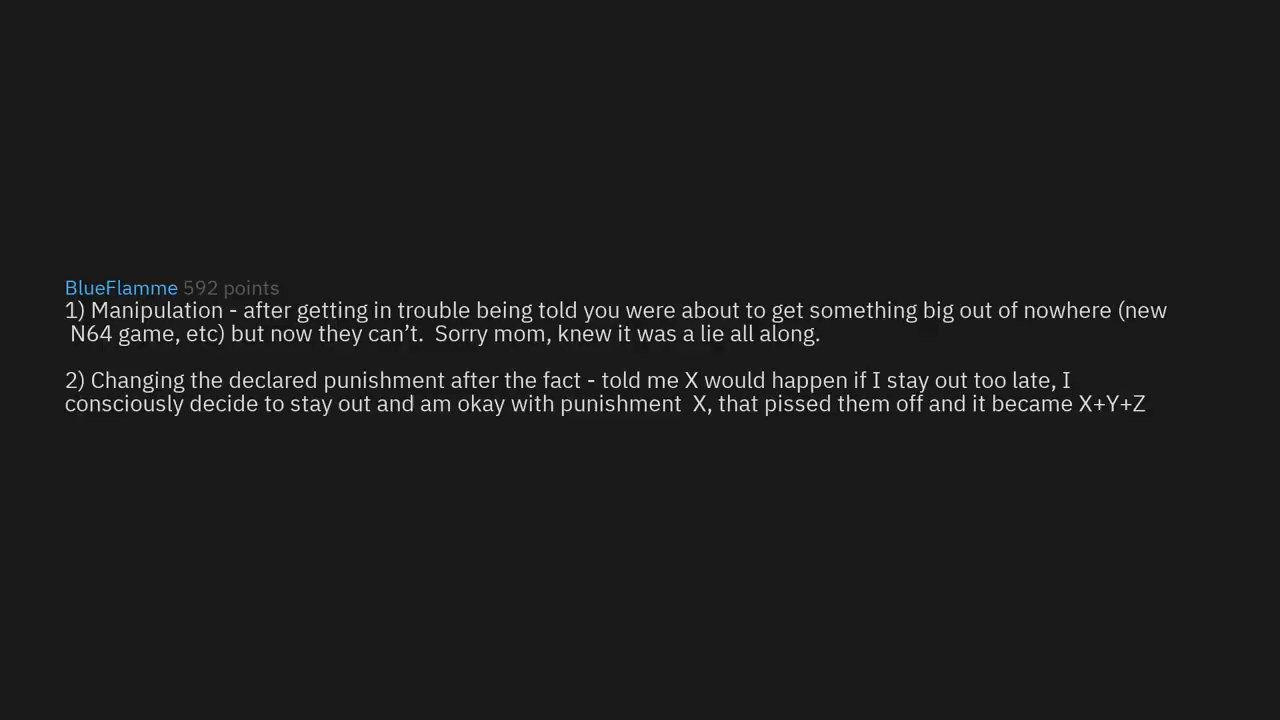 BlueFlamme 592 points
1) Manipulation - after getting in trouble being told you were about to get something big out of nowhere (new
N64 game, etc) but now they can’t.  Sorry mom, knew it was a lie all along.
2) Changing the declared punishment after the fact - told me X would happen if I stay out too late, I
consciously decide to stay out and am okay with punishment  X, that pissed them off and it became X+Y+Z